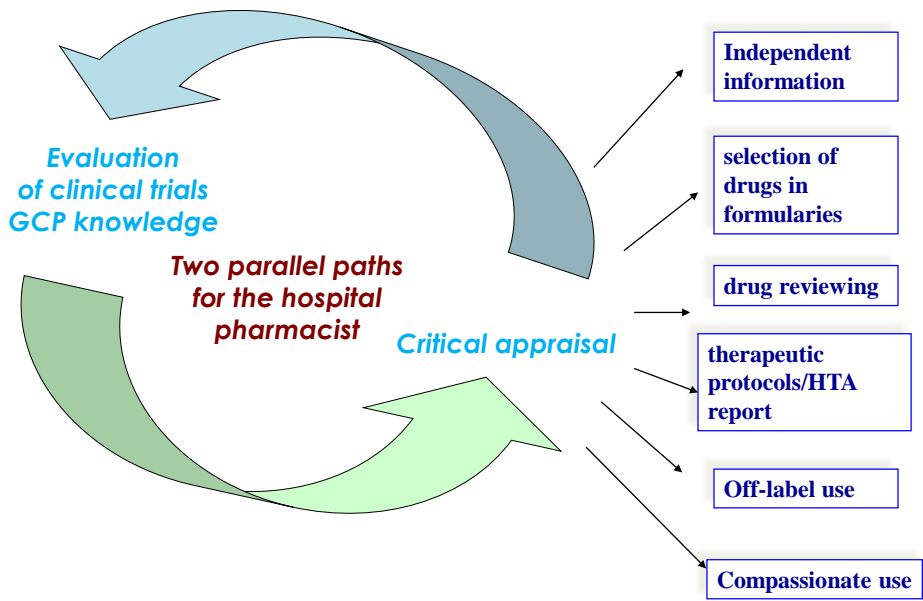 Evaluation
of clinical trials
GCP knowledge
Two parallel paths
for the hospital
pharmacist
Critical appraisal
Independent
information
selection of
drugs in
formularies
drug reviewing
therapeutic
protocols/HTA
report
Off-label use
Compassionate use